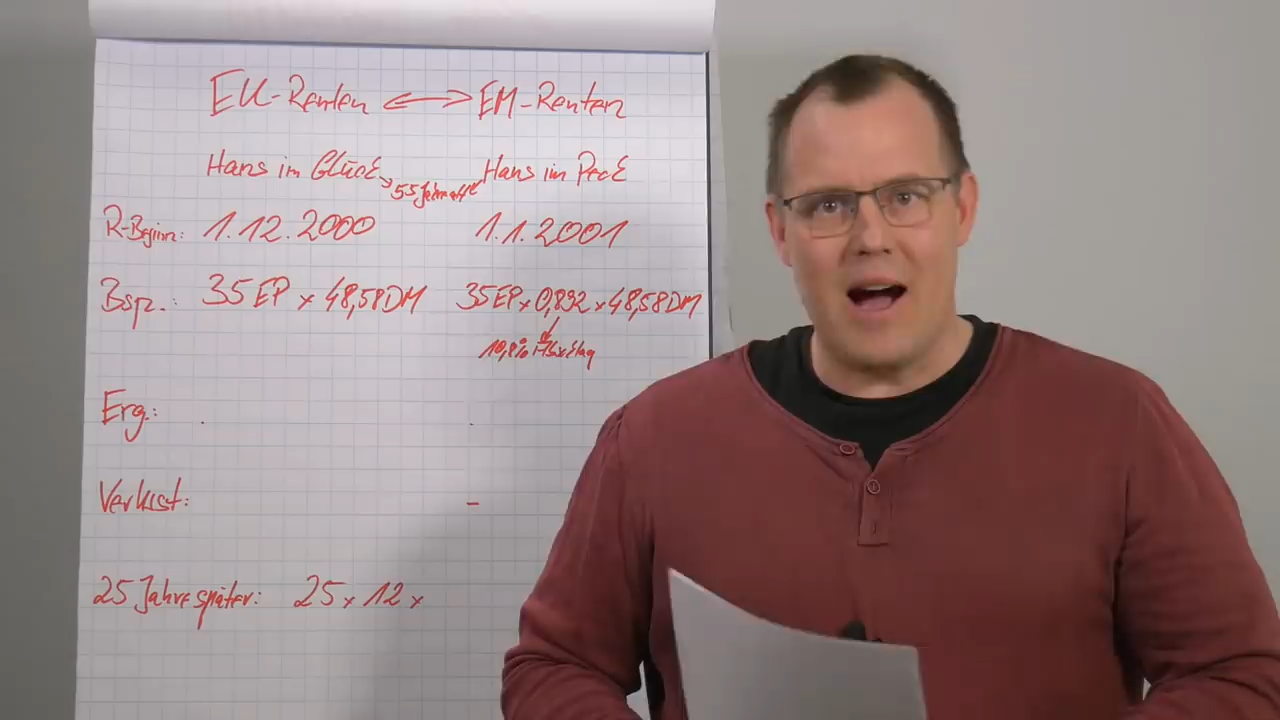 EU-Renten ↔ EM-Renten
Hans im Glück Hans im Pech
55 Jahre alt
R-Beginn: 1.12.2000 1.1.2001
Bsp.: 35 EP x 48,58 DM 35 EP x 0,892 x 48,58 DM
10,8% Abschlag
Erg.:
Verlust: -
25 Jahre später: 25 x 12 x